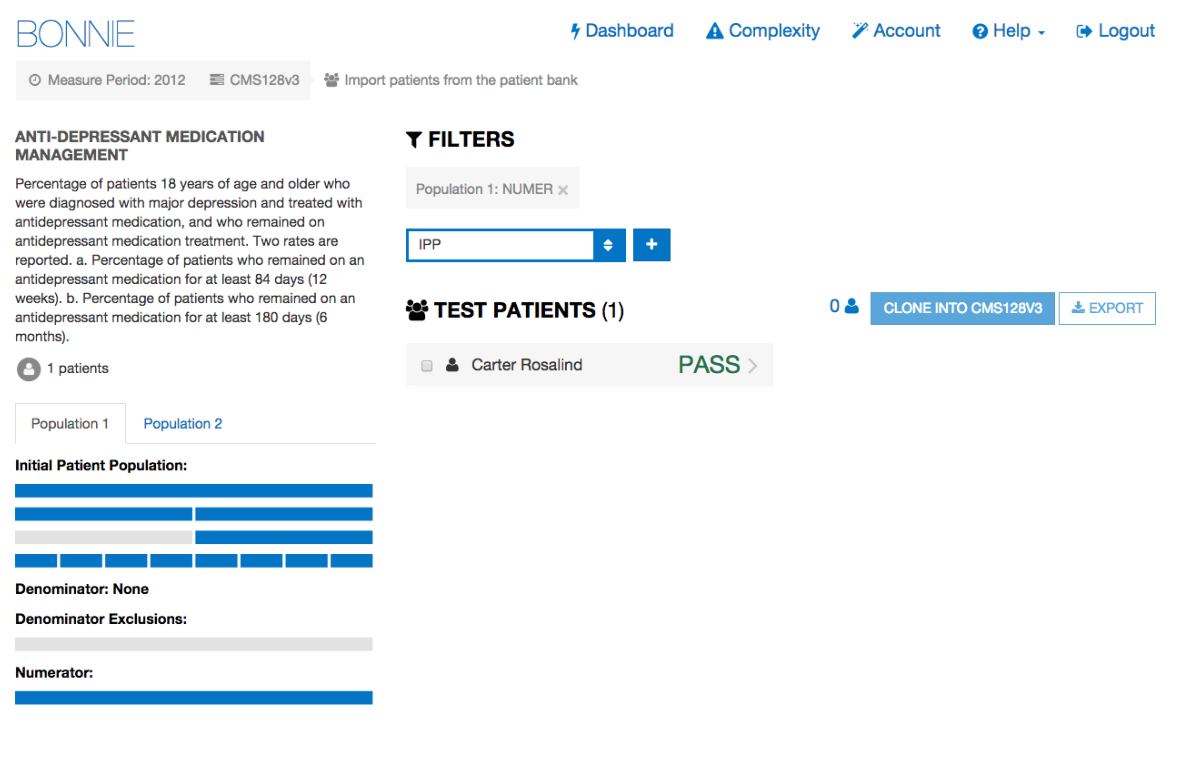 BONNIE
Dashboard
Complexity
Account
Help
Logout
Measure Period: 2012
CMS128v3
Import patients from the patient bank
ANTI-DEPRESSANT MEDICATION
MANAGEMENT
Percentage of patients 18 years of age and older who
were diagnosed with major depression and treated with
antidepressant medication, and who remained on
antidepressant medication treatment. Two rates are
reported. a. Percentage of patients who remained on an
antidepressant medication for at least 84 days (12
weeks). b. Percentage of patients who remained on an
antidepressant medication for at least 180 days (6
months).
1 patients
Population 1
Population 2
Initial Patient Population:
Denominator: None
Denominator Exclusions:
Numerator:
FILTERS
Population 1: NUMER
IPP
TEST PATIENTS (1)
0
CLONE INTO CMS128V3
EXPORT
Carter Rosalind
PASS